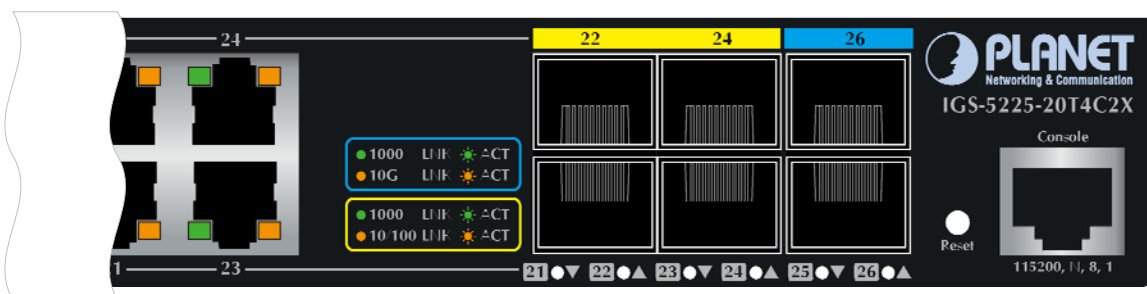 24
22 24 26
PLANET
Networking & Communication
IGS-5225-20T4C2X
Console
1000 LNK ACT
10G LNK ACT
1000 LNK ACT
10/100 LNK ACT
Reset
115200, N, 8, 1
23
21 22 23 24 25 26